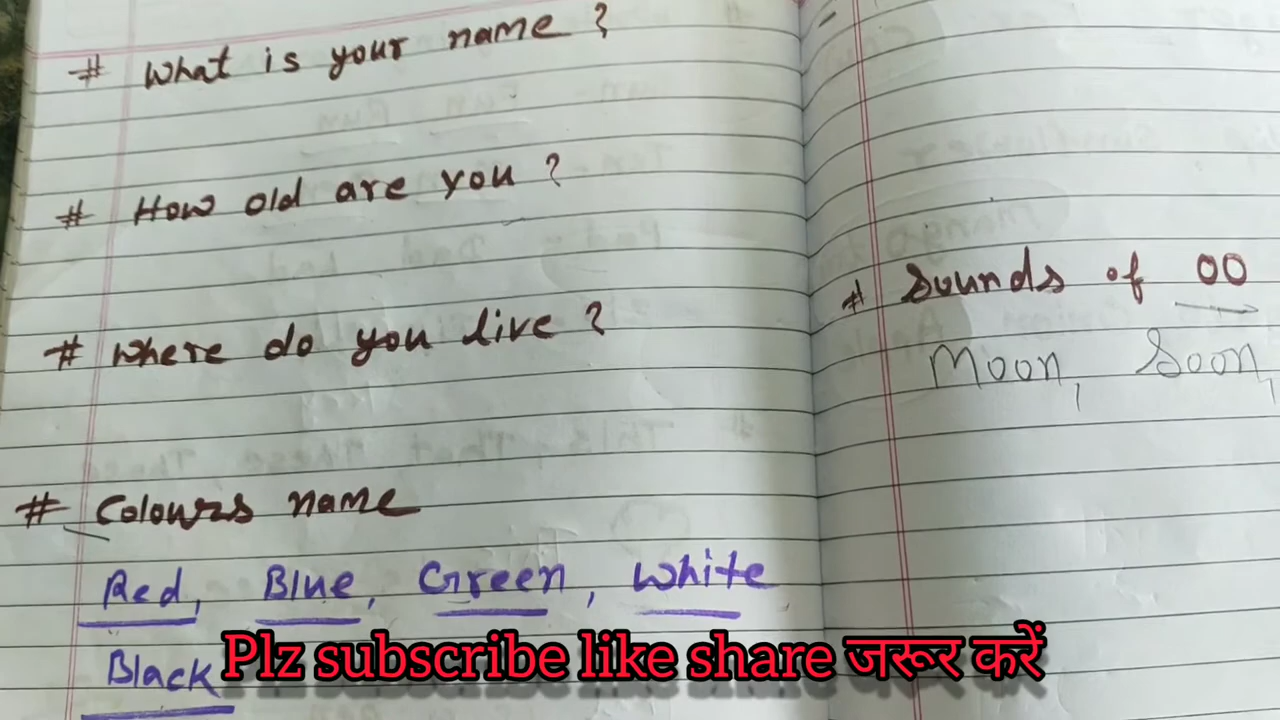 # What is your name ?
# How old are you ?
# Where do you live ?
# Colours name
Red, Blue, Green, White
Black
# Sounds of OO
Moon, Soon,
Plz subscribe like share जरूर करें